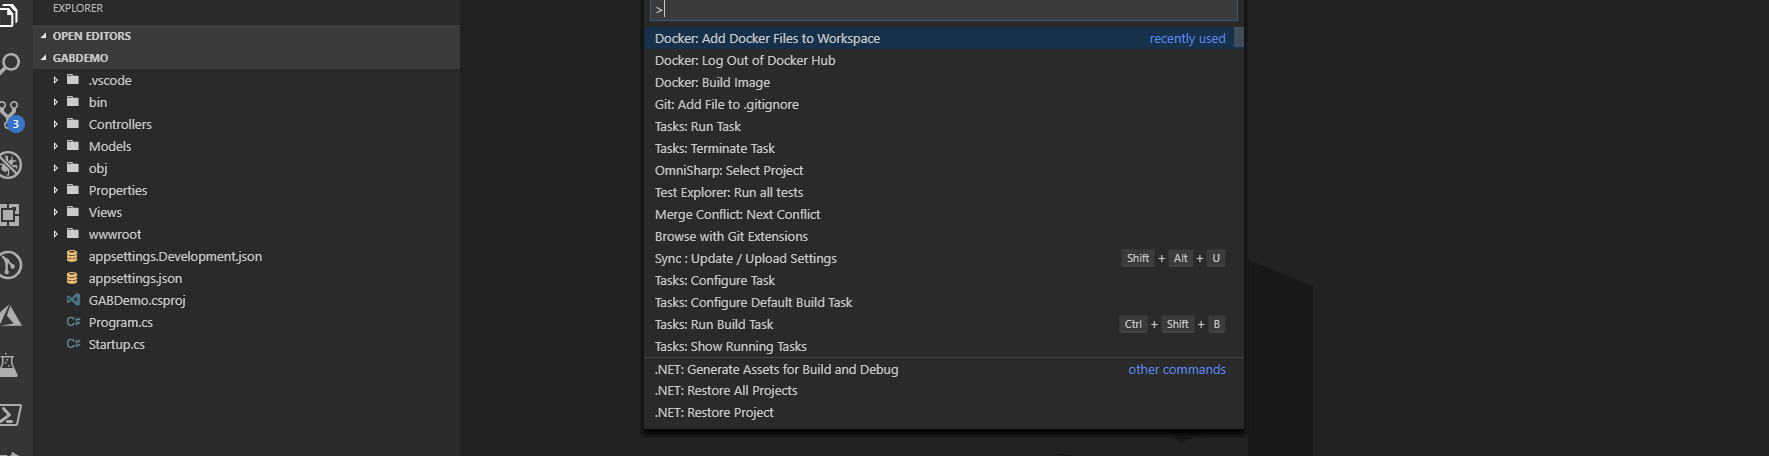 EXPLORER
OPEN EDITORS
GABDEMO
.vscode
bin
Controllers
Models
obj
Properties
Views
wwwroot
appsettings.Development.json
appsettings.json
GABDemo.csproj
C# Program.cs
C# Startup.cs
3
>
Docker: Add Docker Files to Workspace recently used
Docker: Log Out of Docker Hub
Docker: Build Image
Git: Add File to .gitignore
Tasks: Run Task
Tasks: Terminate Task
OmniSharp: Select Project
Test Explorer: Run all tests
Merge Conflict: Next Conflict
Browse with Git Extensions
Sync : Update / Upload Settings Shift + Alt + U
Tasks: Configure Task
Tasks: Configure Default Build Task
Tasks: Run Build Task Ctrl + Shift + B
Tasks: Show Running Tasks
.NET: Generate Assets for Build and Debug other commands
.NET: Restore All Projects
.NET: Restore Project